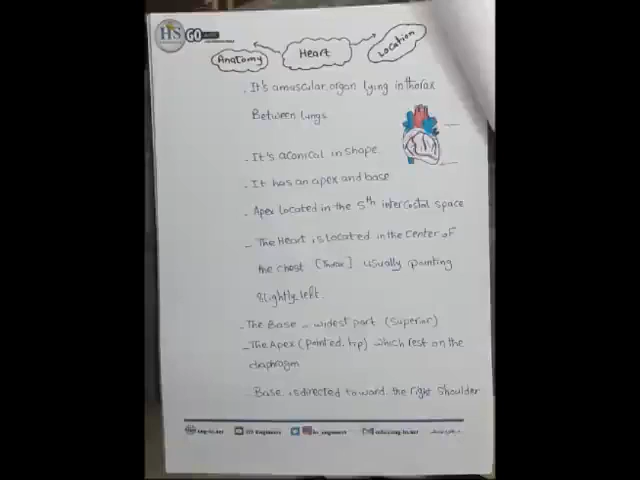 HS GO
Anatomy Heart Location
. It's a muscular organ lying in thorax
Between lungs
. It's a conical in shape.
. It has an apex and base
. Apex located in the 5th intercostal space
_ The Heart is located in the center of
the chest [Thorax] usually pointing
slightly left.
. The Base = widest part (superior)
_ The Apex (pointed tip) which rest on the
diaphragm
. Base is directed toward the right shoulder
HS-Engineers hs_engineers